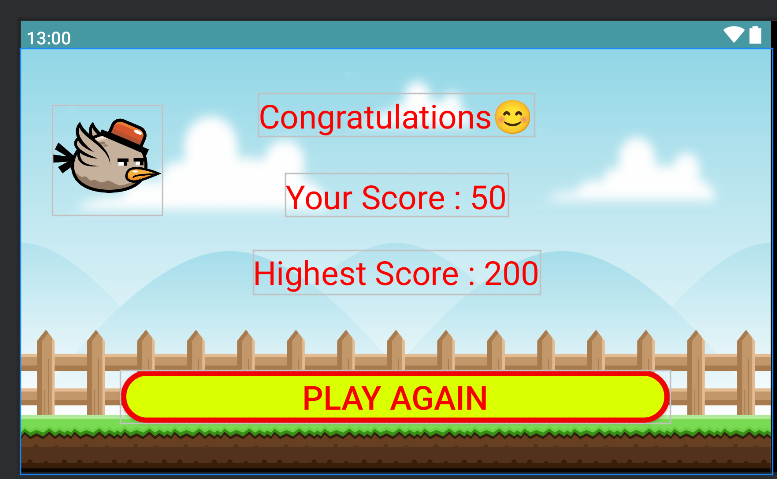 13:00
Congratulations😊
Your Score : 50
Highest Score : 200
PLAY AGAIN